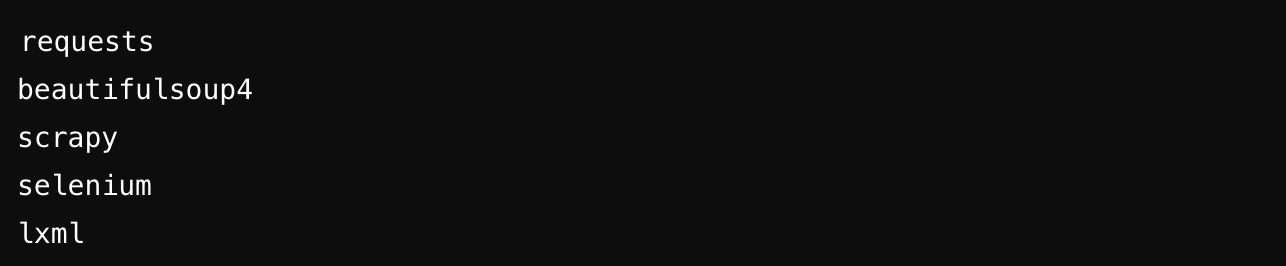 requests
beautifulsoup4
scrapy
selenium
lxml